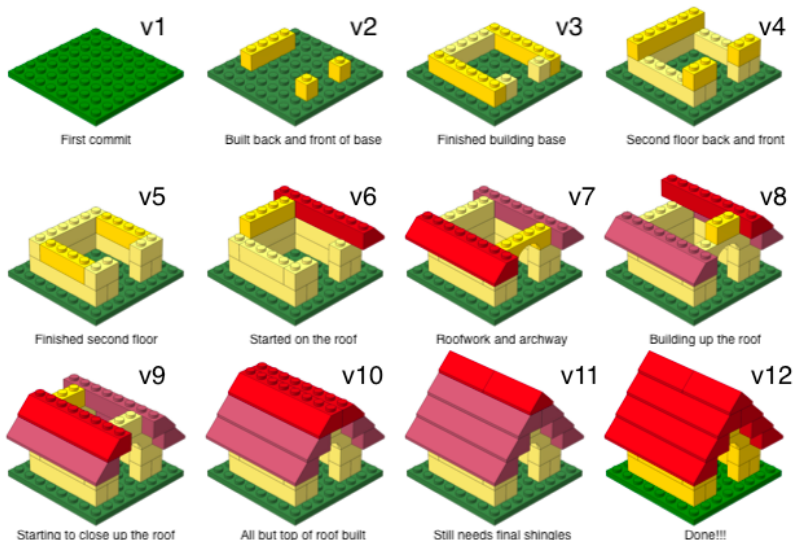 v1
First commit
v2
Built back and front of base
v3
Finished building base
v4
Second floor back and front
v5
Finished second floor
v6
Started on the roof
v7
Roofwork and archway
v8
Building up the roof
v9
Starting to close up the roof
v10
All but top of roof built
v11
Still needs final shingles
v12
Done!!!